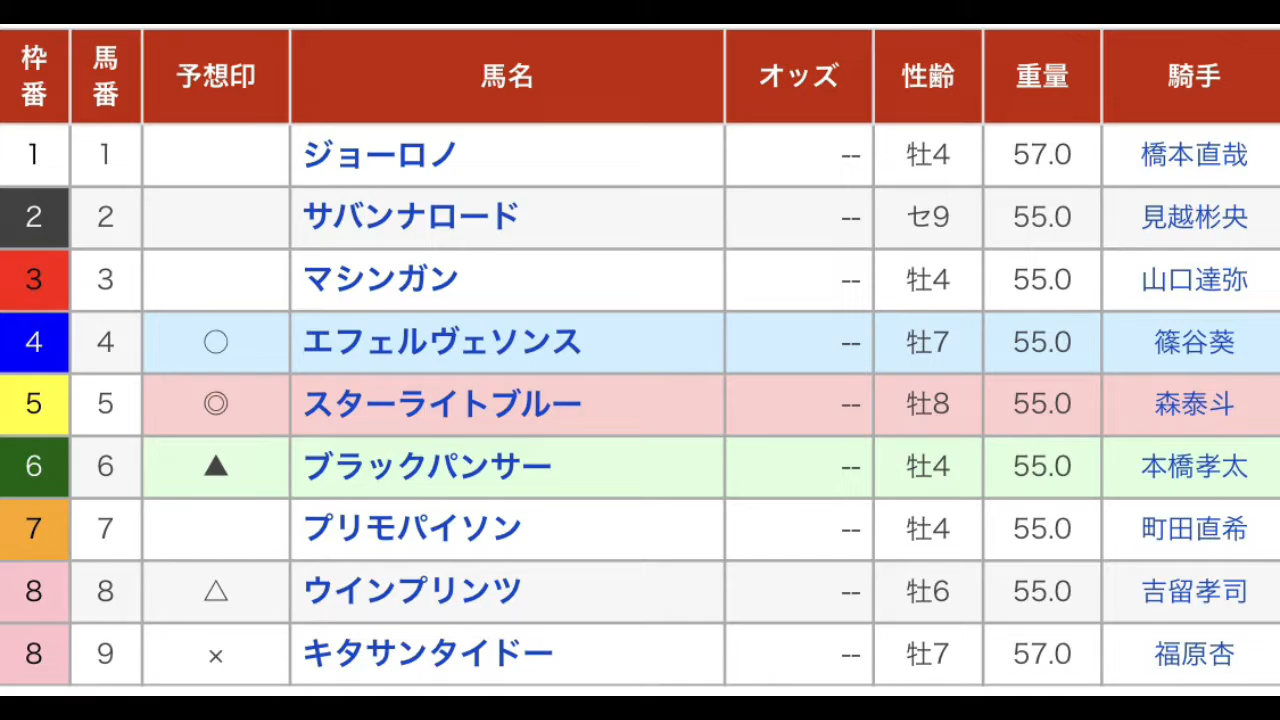 枠番 馬番 予想印 馬名 オッズ 性齢 重量 騎手
1 1 ジョーロノ -- 牡4 57.0 橋本直哉
2 2 サバンナロード -- セ9 55.0 見越彬央
3 3 マシンガン -- 牡4 55.0 山口達弥
4 4 ○ エフェルヴェソンス -- 牡7 55.0 篠谷葵
5 5 ◎ スターライトブルー -- 牡8 55.0 森泰斗
6 6 ▲ ブラックパンサー -- 牡4 55.0 本橋孝太
7 7 プリモパイソン -- 牡4 55.0 町田直希
8 8 △ ウインプリンツ -- 牡6 55.0 吉留孝司
8 9 × キタサンタイドー -- 牡7 57.0 福原杏